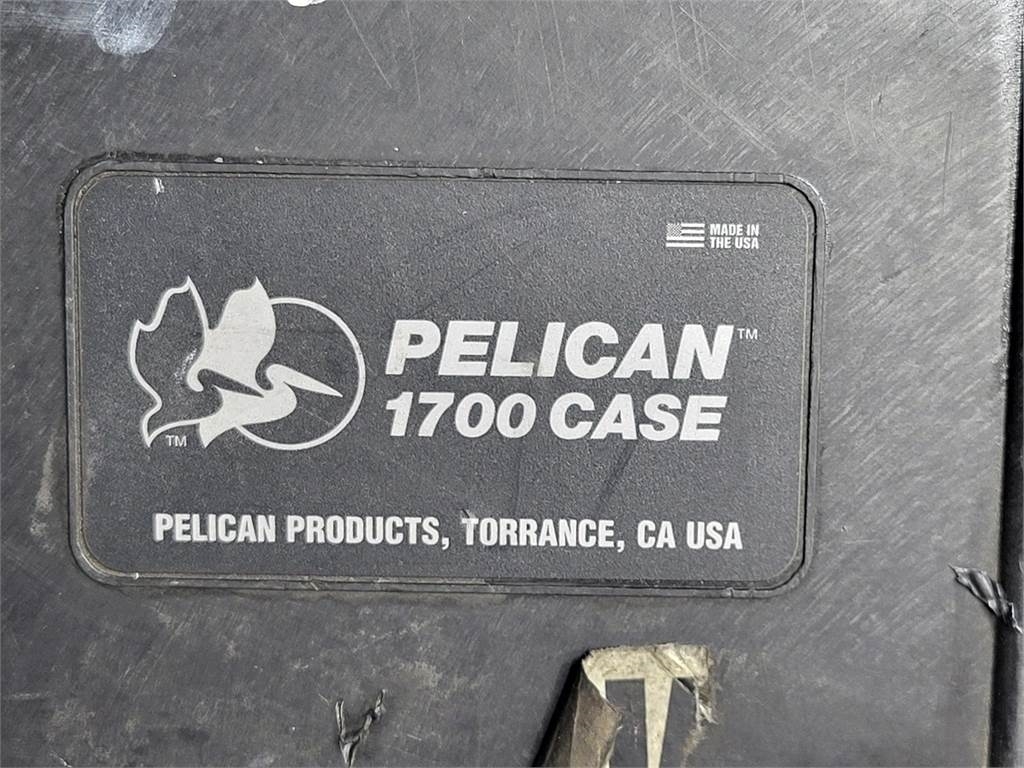 MADE IN
THE USA
PELICAN™
1700 CASE
TM
PELICAN PRODUCTS, TORRANCE, CA USA
T